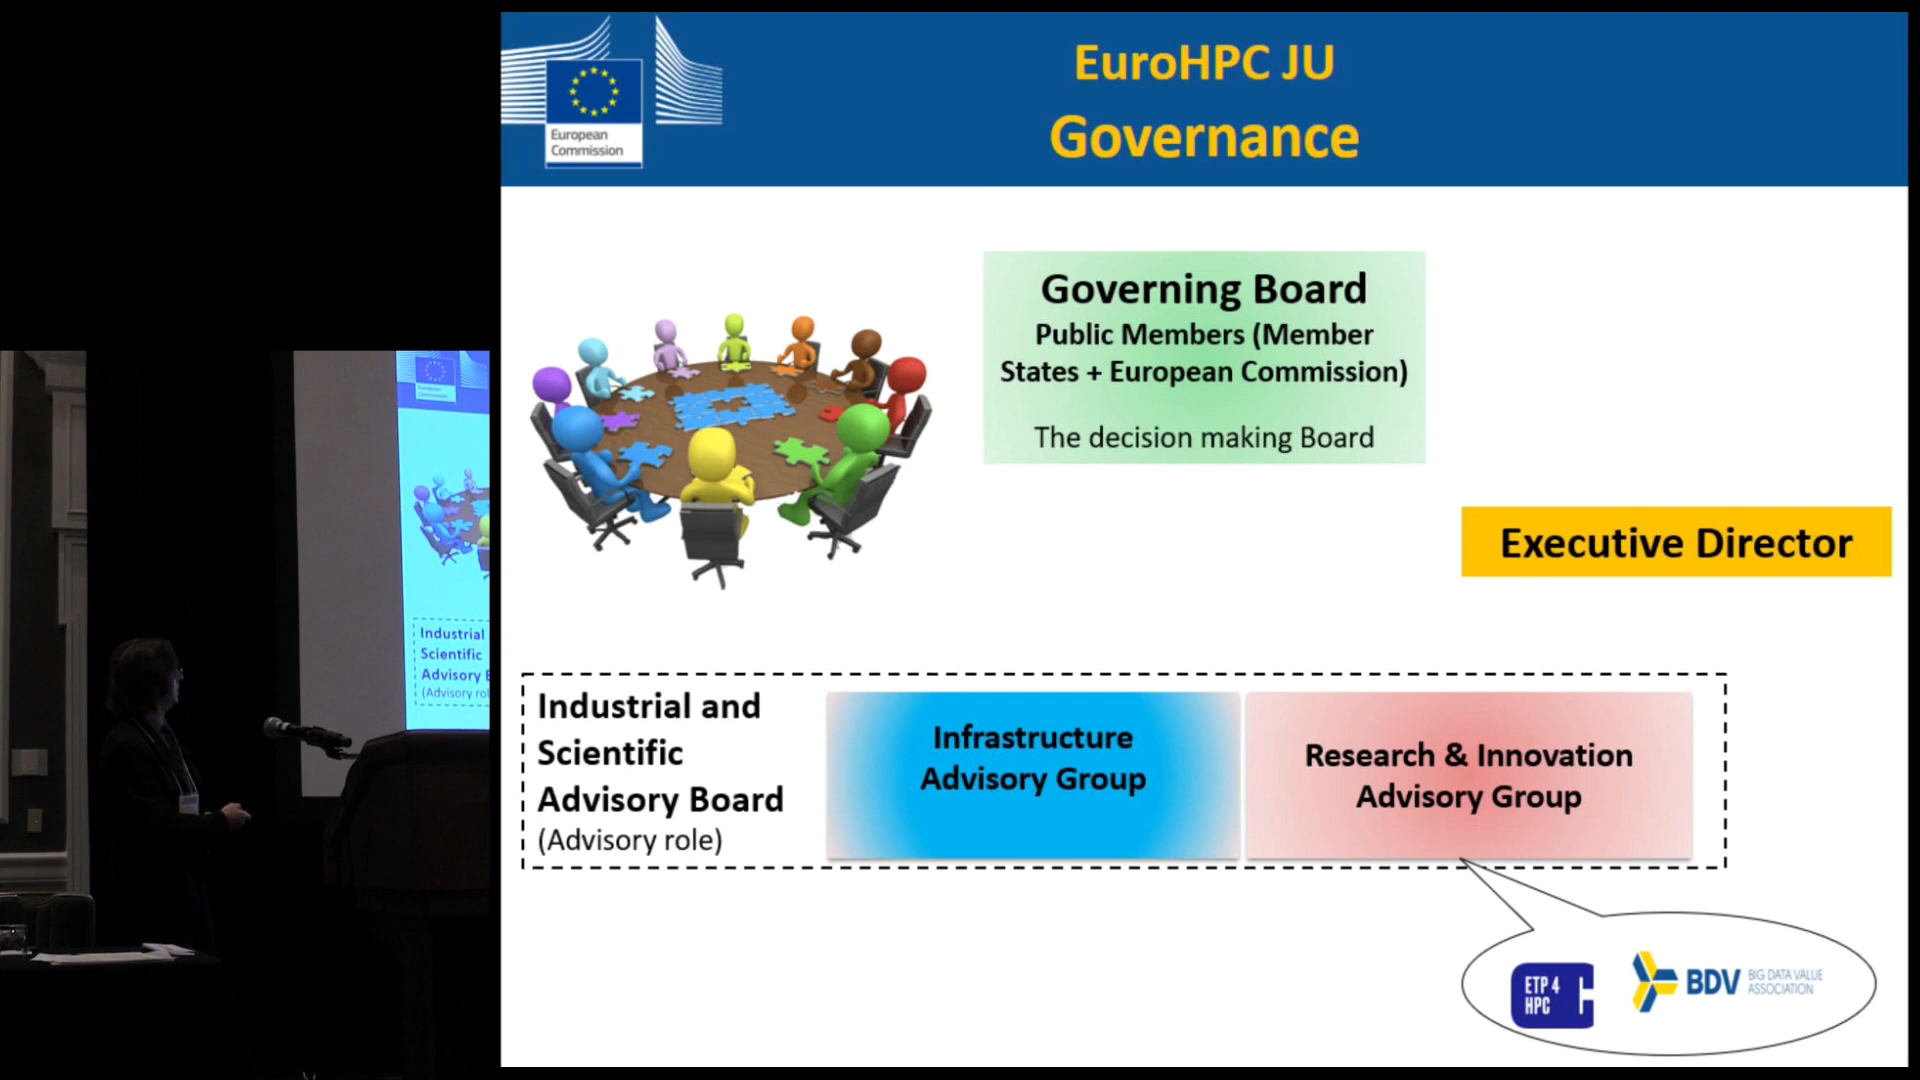 European
Commission
EuroHPC JU
Governance
Governing Board
Public Members (Member
States + European Commission)
The decision making Board
Executive Director
Industrial and
Scientific
Advisory Board
(Advisory role)
Infrastructure
Advisory Group
Research & Innovation
Advisory Group
ETP 4
HPC
BDV
BIG DATA VALUE
ASSOCIATION
European
Commission
Industrial
Scientific
Advisory
(Advisory